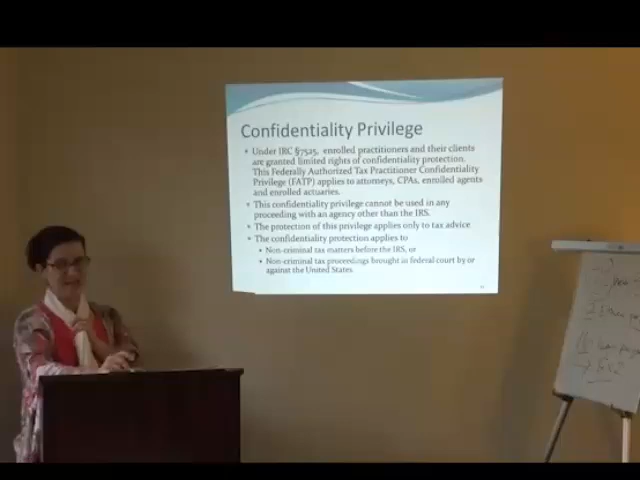 Confidentiality Privilege
• Under IRC §7525, enrolled practitioners and their clients
are granted limited rights of confidentiality protection.
This Federally Authorized Tax Practitioner Confidentiality
Privilege (FATP) applies to attorneys, CPAs, enrolled agents
and enrolled actuaries.
• This confidentiality privilege cannot be used in any
proceeding with an agency other than the IRS.
• The protection of this privilege applies only to tax advice
• The confidentiality protection applies to
• Non-criminal tax matters before the IRS, or
• Non-criminal tax proceedings brought in federal court by or
against the United States.